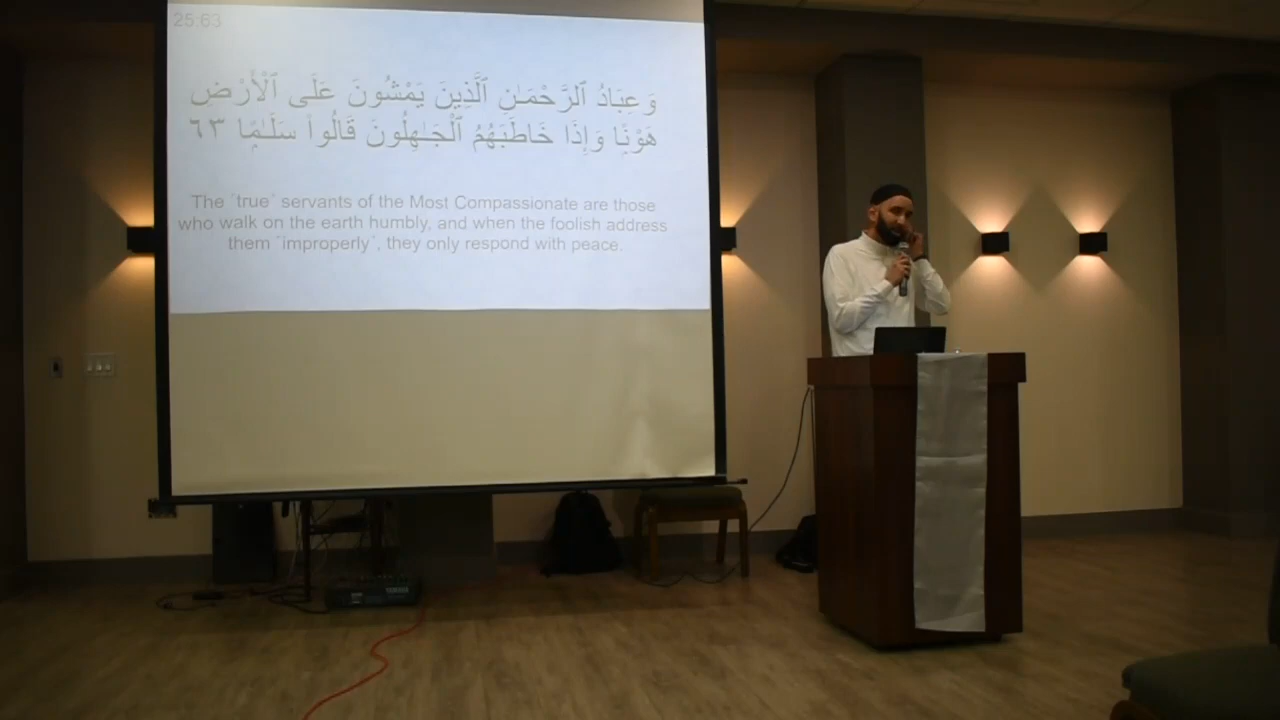 25:63
وَعِبَادُ ٱلرَّحْمَـٰنِ ٱلَّذِينَ يَمْشُونَ عَلَى ٱلْأَرْضِ
هَوْنًا وَإِذَا خَاطَبَهُمُ ٱلْجَـٰهِلُونَ قَالُوا۟ سَلَـٰمًا ٦٣
The ˹true˺ servants of the Most Compassionate are those
who walk on the earth humbly, and when the foolish address
them ˹improperly˺, they only respond with peace.